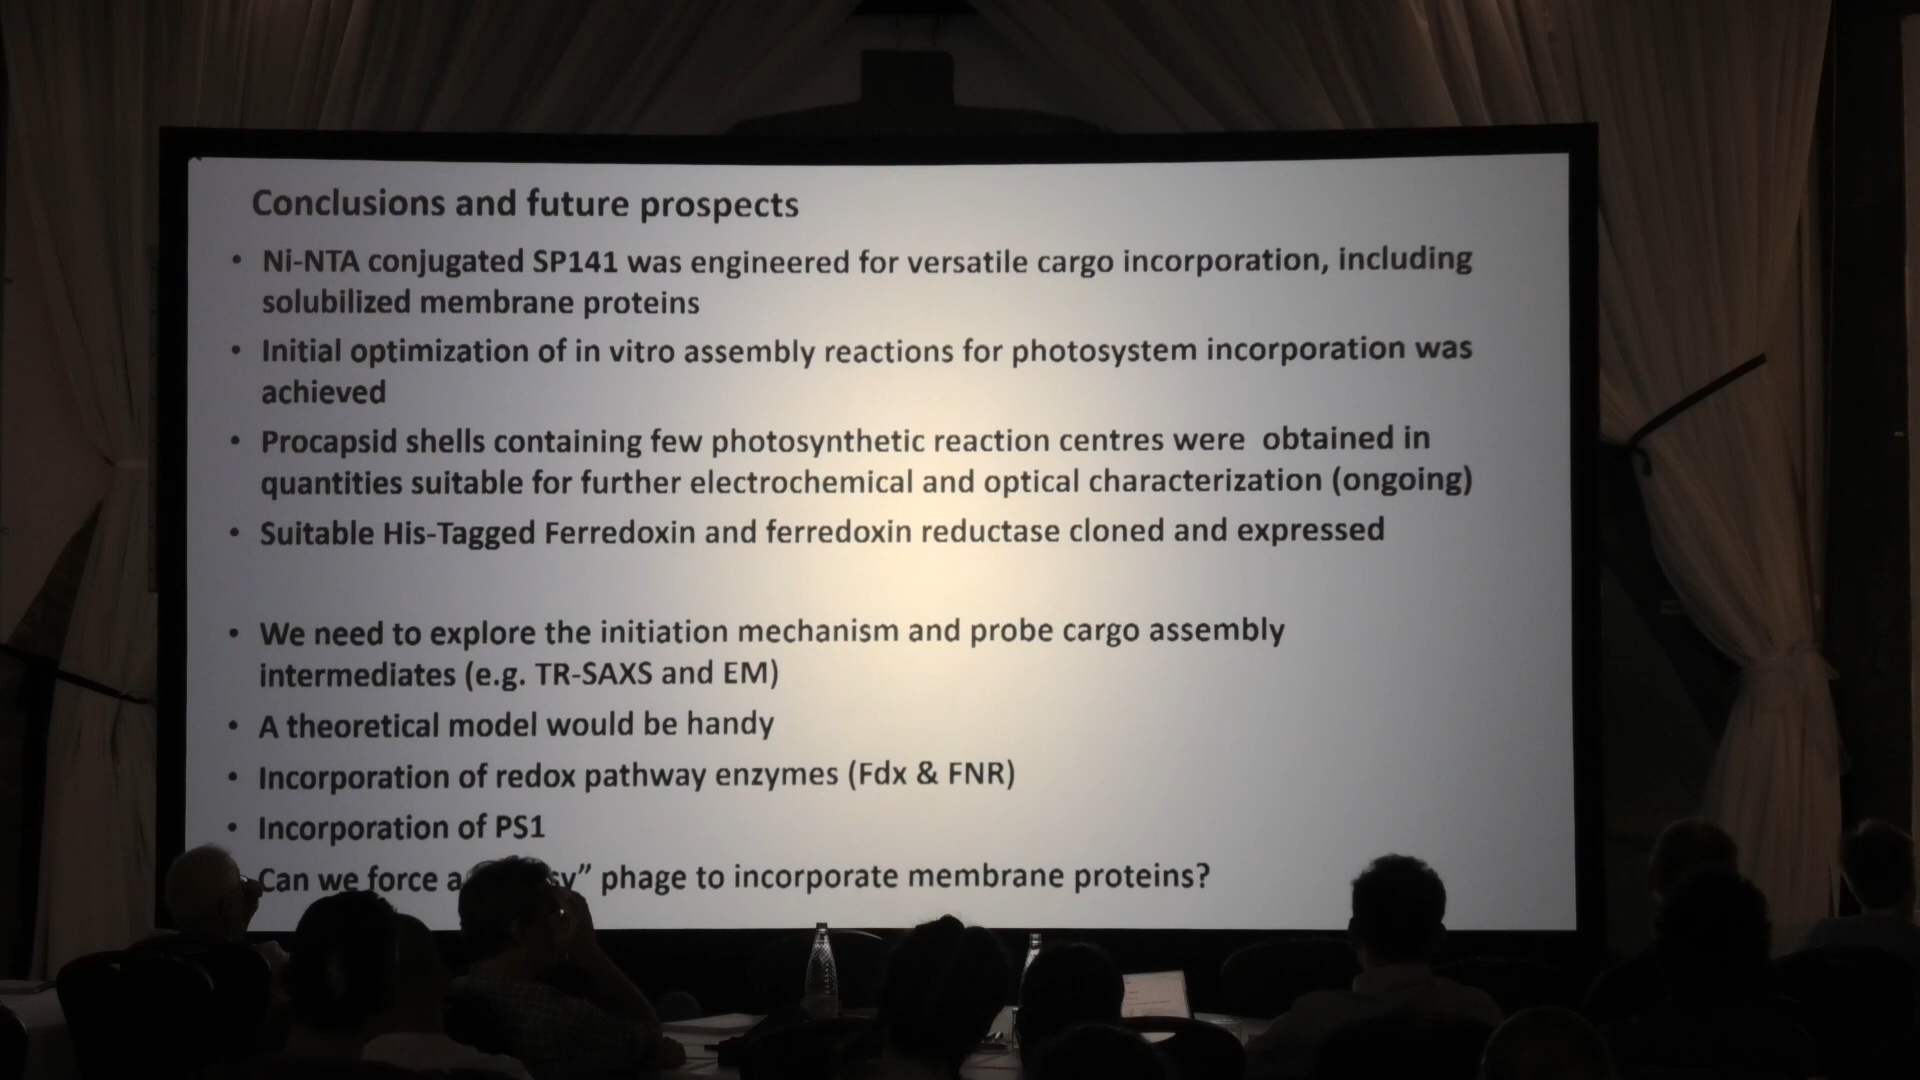 Conclusions and future prospects
• Ni-NTA conjugated SP141 was engineered for versatile cargo incorporation, including
solubilized membrane proteins
• Initial optimization of in vitro assembly reactions for photosystem incorporation was
achieved
• Procapsid shells containing few photosynthetic reaction centres were obtained in
quantities suitable for further electrochemical and optical characterization (ongoing)
• Suitable His-Tagged Ferredoxin and ferredoxin reductase cloned and expressed
• We need to explore the initiation mechanism and probe cargo assembly
intermediates (e.g. TR-SAXS and EM)
• A theoretical model would be handy
• Incorporation of redox pathway enzymes (Fdx & FNR)
• Incorporation of PS1
Can we force a phage to incorporate membrane proteins?